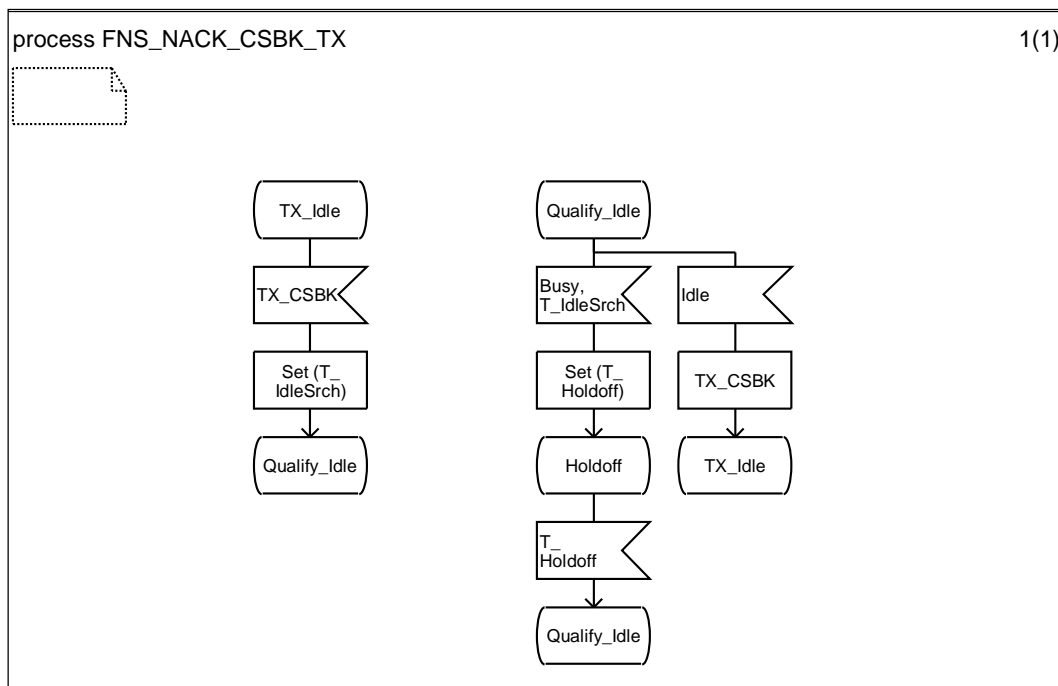 process FNS_NACK_CSBK_TX
1(1)
TX_Idle
TX_CSBK
Set (T_
IdleSrch)
Qualify_Idle
Qualify_Idle
Busy,
T_IdleSrch
Set (T_
Holdoff)
Holdoff
T_
Holdoff
Qualify_Idle
Idle
TX_CSBK
TX_Idle